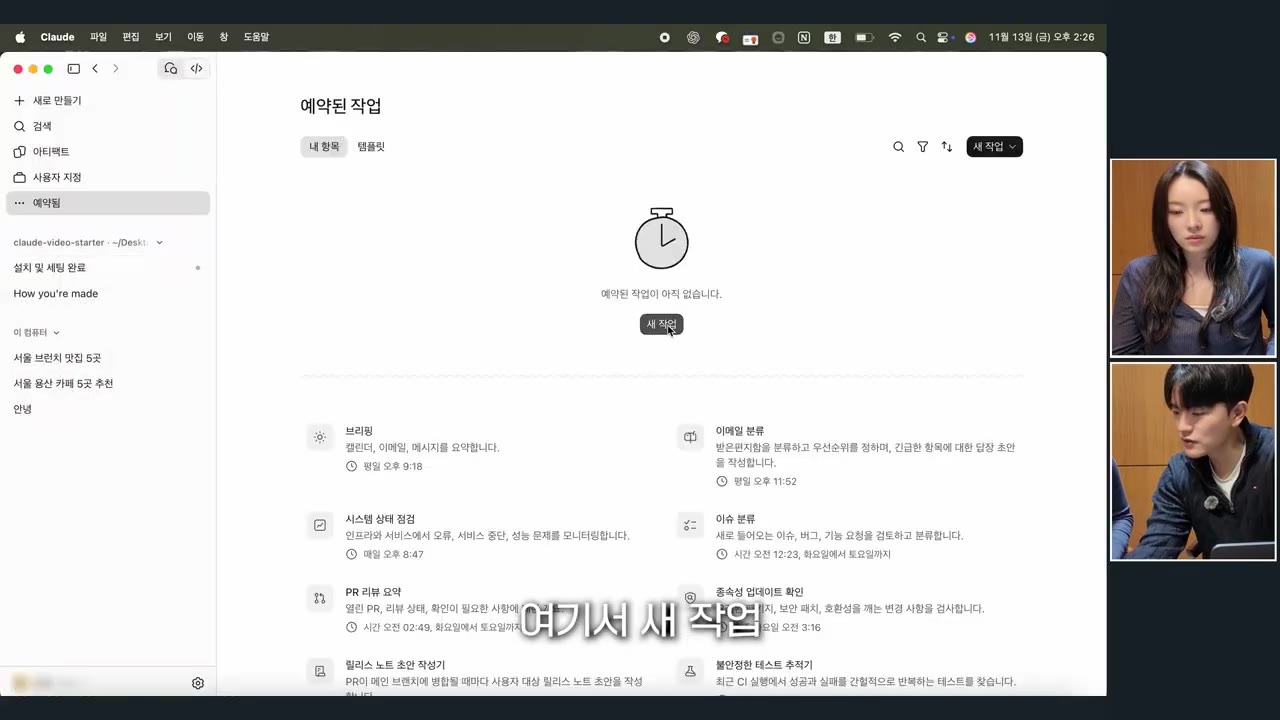 Claude 파일 편집 보기 이동 창 도움말
한
11월 13일 (금) 오후 2:26
새로 만들기
검색
아티팩트
사용자 지정
예약됨
claude-video-starter · ~/Deskt
설치 및 세팅 완료
How you're made
이 컴퓨터
서울 브런치 맛집 5곳
서울 용산 카페 5곳 추천
안녕
예약된 작업
내 항목 템플릿
새 작업
예약된 작업이 아직 없습니다.
새 작업
브리핑
캘린더, 이메일, 메시지를 요약합니다.
평일 오후 9:18
이메일 분류
받은편지함을 분류하고 우선순위를 정하며, 긴급한 항목에 대한 답장 초안
을 작성합니다.
평일 오후 11:52
시스템 상태 점검
인프라와 서비스에서 오류, 서비스 중단, 성능 문제를 모니터링합니다.
매일 오후 8:47
이슈 분류
새로 들어오는 이슈, 버그, 기능 요청을 검토하고 분류합니다.
시간 오전 12:23, 화요일에서 토요일까지
PR 리뷰 요약
열린 PR, 리뷰 상태, 확인이 필요한 사항에
시간 오전 02:49, 화요일에서 토요일까지
종속성 업데이트 확인
보안 패치, 호환성을 깨는 변경 사항을 검사합니다.
오전 3:16
여기서 새 작업
릴리스 노트 초안 작성기
PR이 메인 브랜치에 병합될 때마다 사용자 대상 릴리스 노트 초안을 작성
합니다.
불안정한 테스트 추적기
최근 CI 실행에서 성공과 실패를 간헐적으로 반복하는 테스트를 찾습니다.